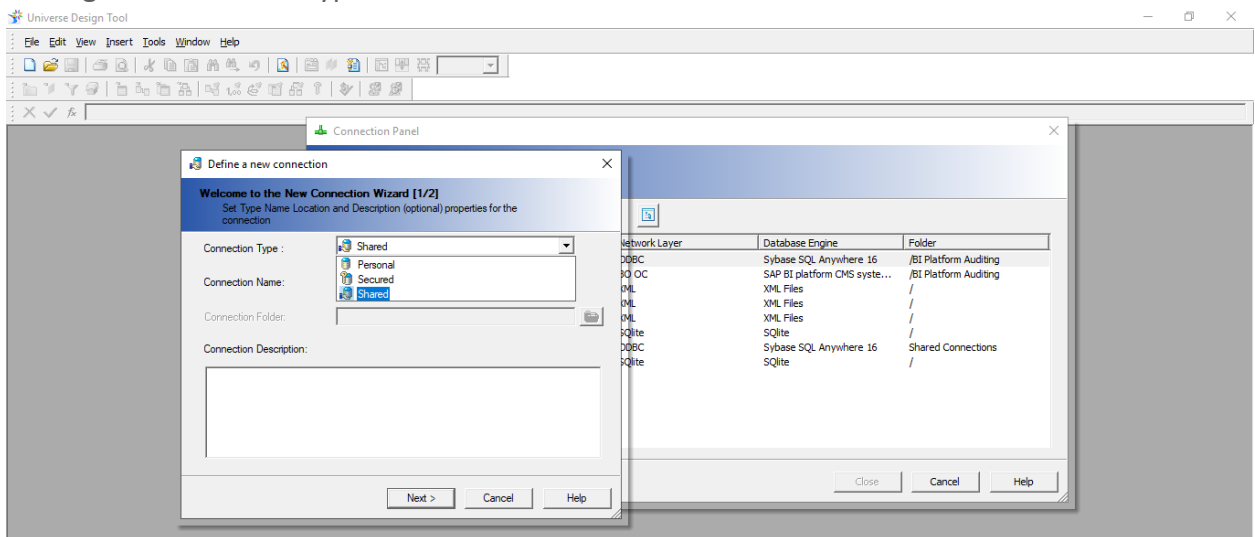 Universe Design Tool
File Edit View Insert Tools Window Help
Connection Panel
Define a new connection
Welcome to the New Connection Wizard [1/2]
Set Type Name Location and Description (optional) properties for the
connection
Connection Type :
Shared
Personal
Secured
Shared
Connection Name:
Connection Folder:
Connection Description:
Next >
Cancel
Help
Network Layer Database Engine Folder
ODBC Sybase SQL Anywhere 16 /BI Platform Auditing
BO OC SAP BI platform CMS syste... /BI Platform Auditing
XML XML Files /
XML XML Files /
XML XML Files /
SQlite SQlite /
ODBC Sybase SQL Anywhere 16 Shared Connections
SQlite SQlite /
Close
Cancel
Help